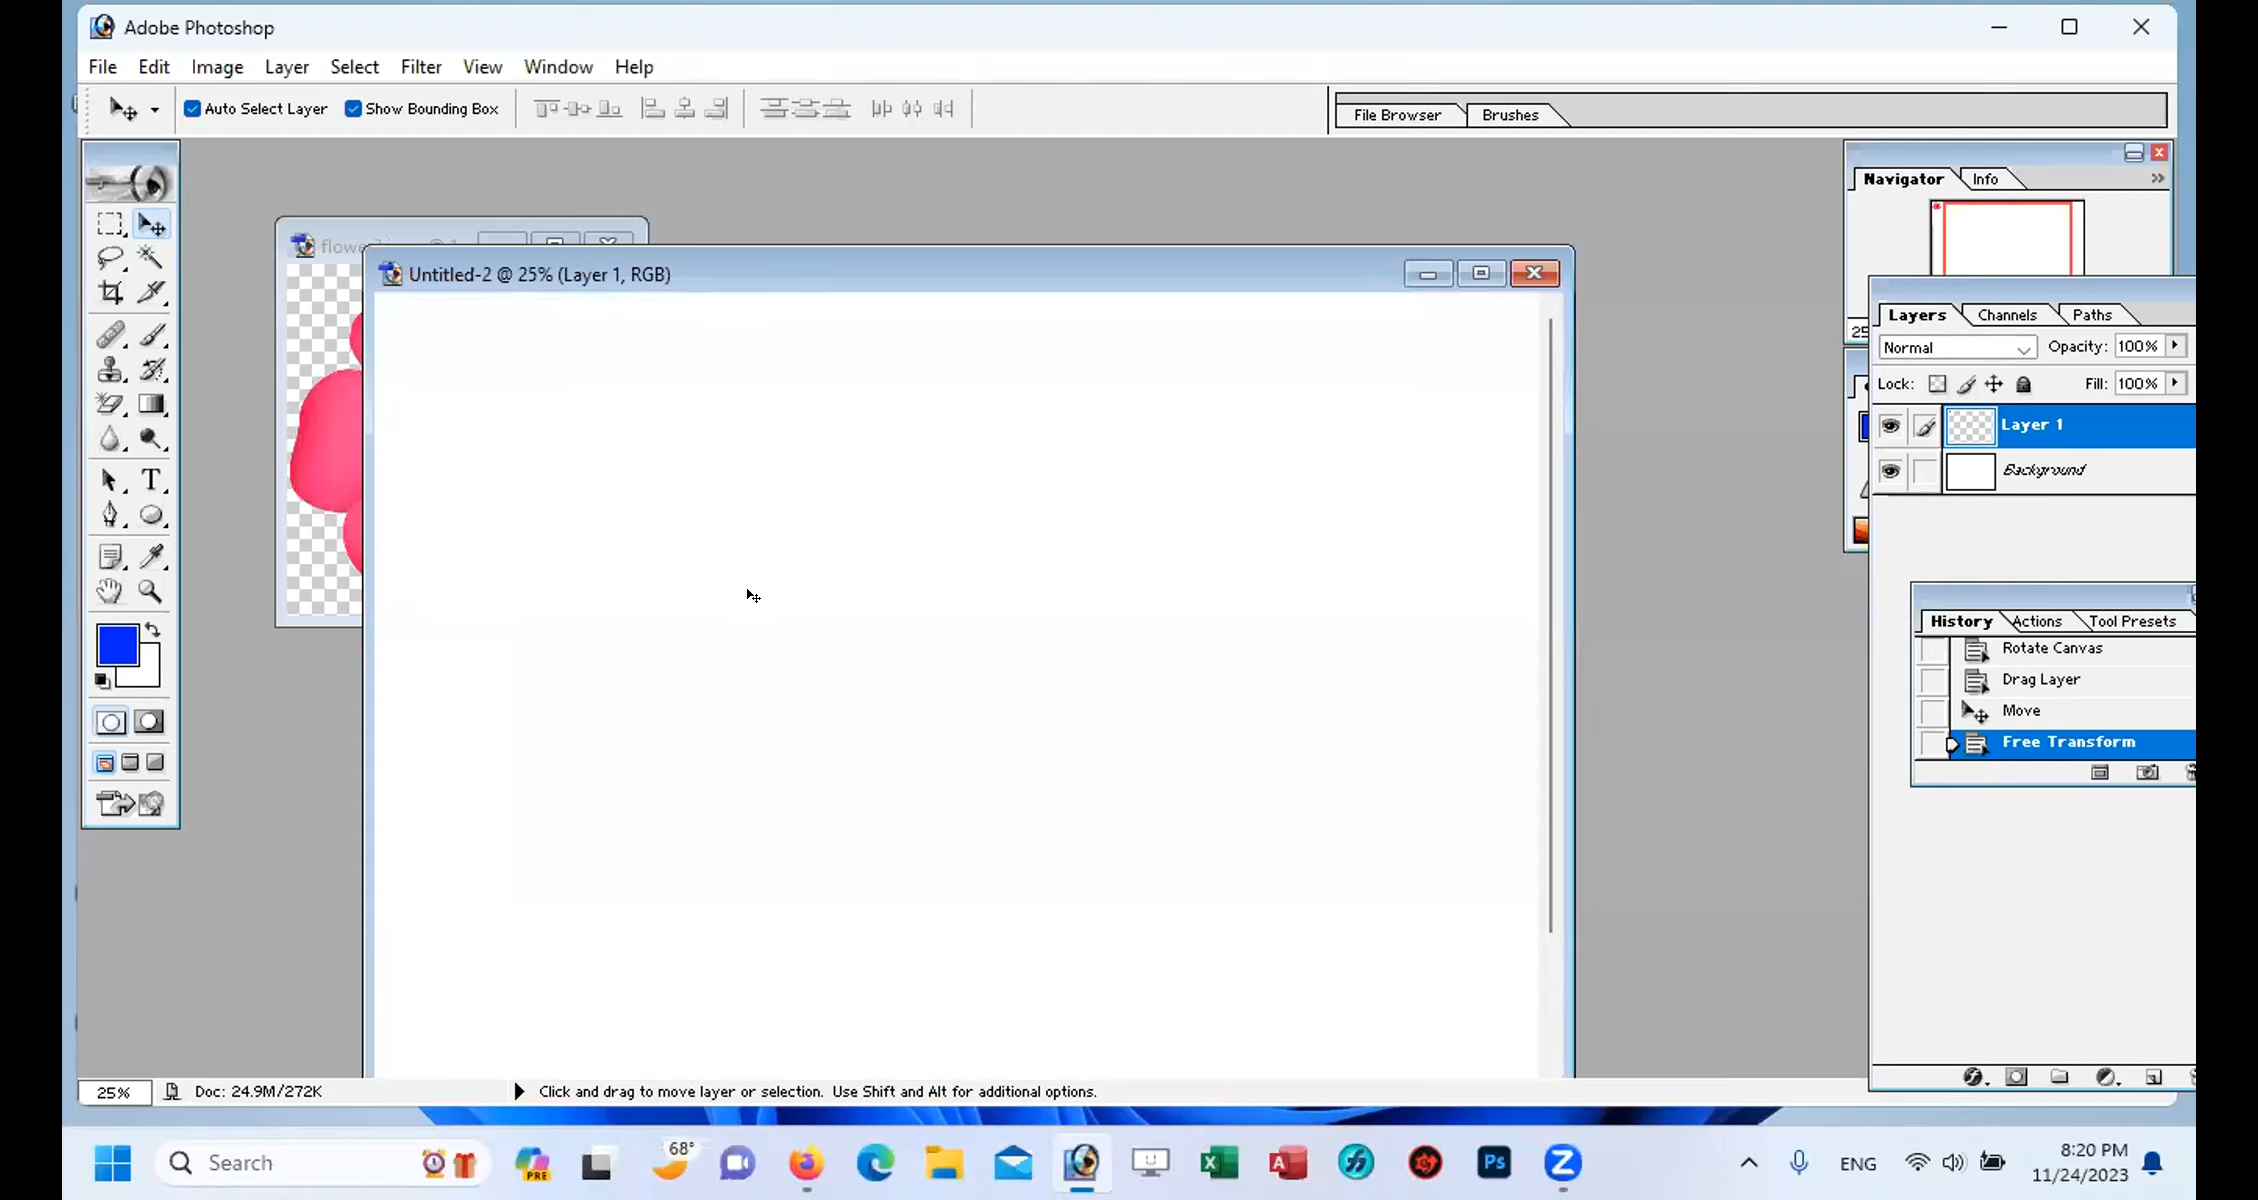 Adobe Photoshop
File Edit Image Layer Select Filter View Window Help
Auto Select Layer Show Bounding Box
File Browser Brushes
Navigator Info
Untitled-2 @ 25% (Layer 1, RGB)
Layers Channels Paths
Normal Opacity: 100%
Lock: Fill: 100%
Layer 1
Background
History Actions Tool Presets
Rotate Canvas
Drag Layer
Move
Free Transform
25% Doc: 24.9M/272K Click and drag to move layer or selection. Use Shift and Alt for additional options.
Search
PRE
68°
Ps
ENG
8:20 PM
11/24/2023